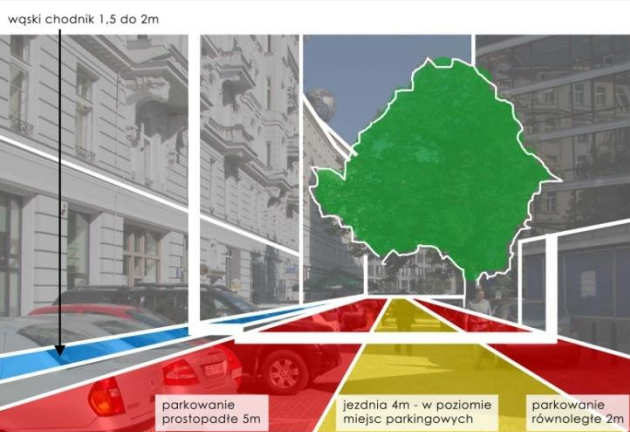 wąski chodnik 1,5 do 2m
parkowanie
prostopadłe 5m
jezdnia 4m - w poziomie
miejsc parkingowych
parkowanie
równoległe 2m